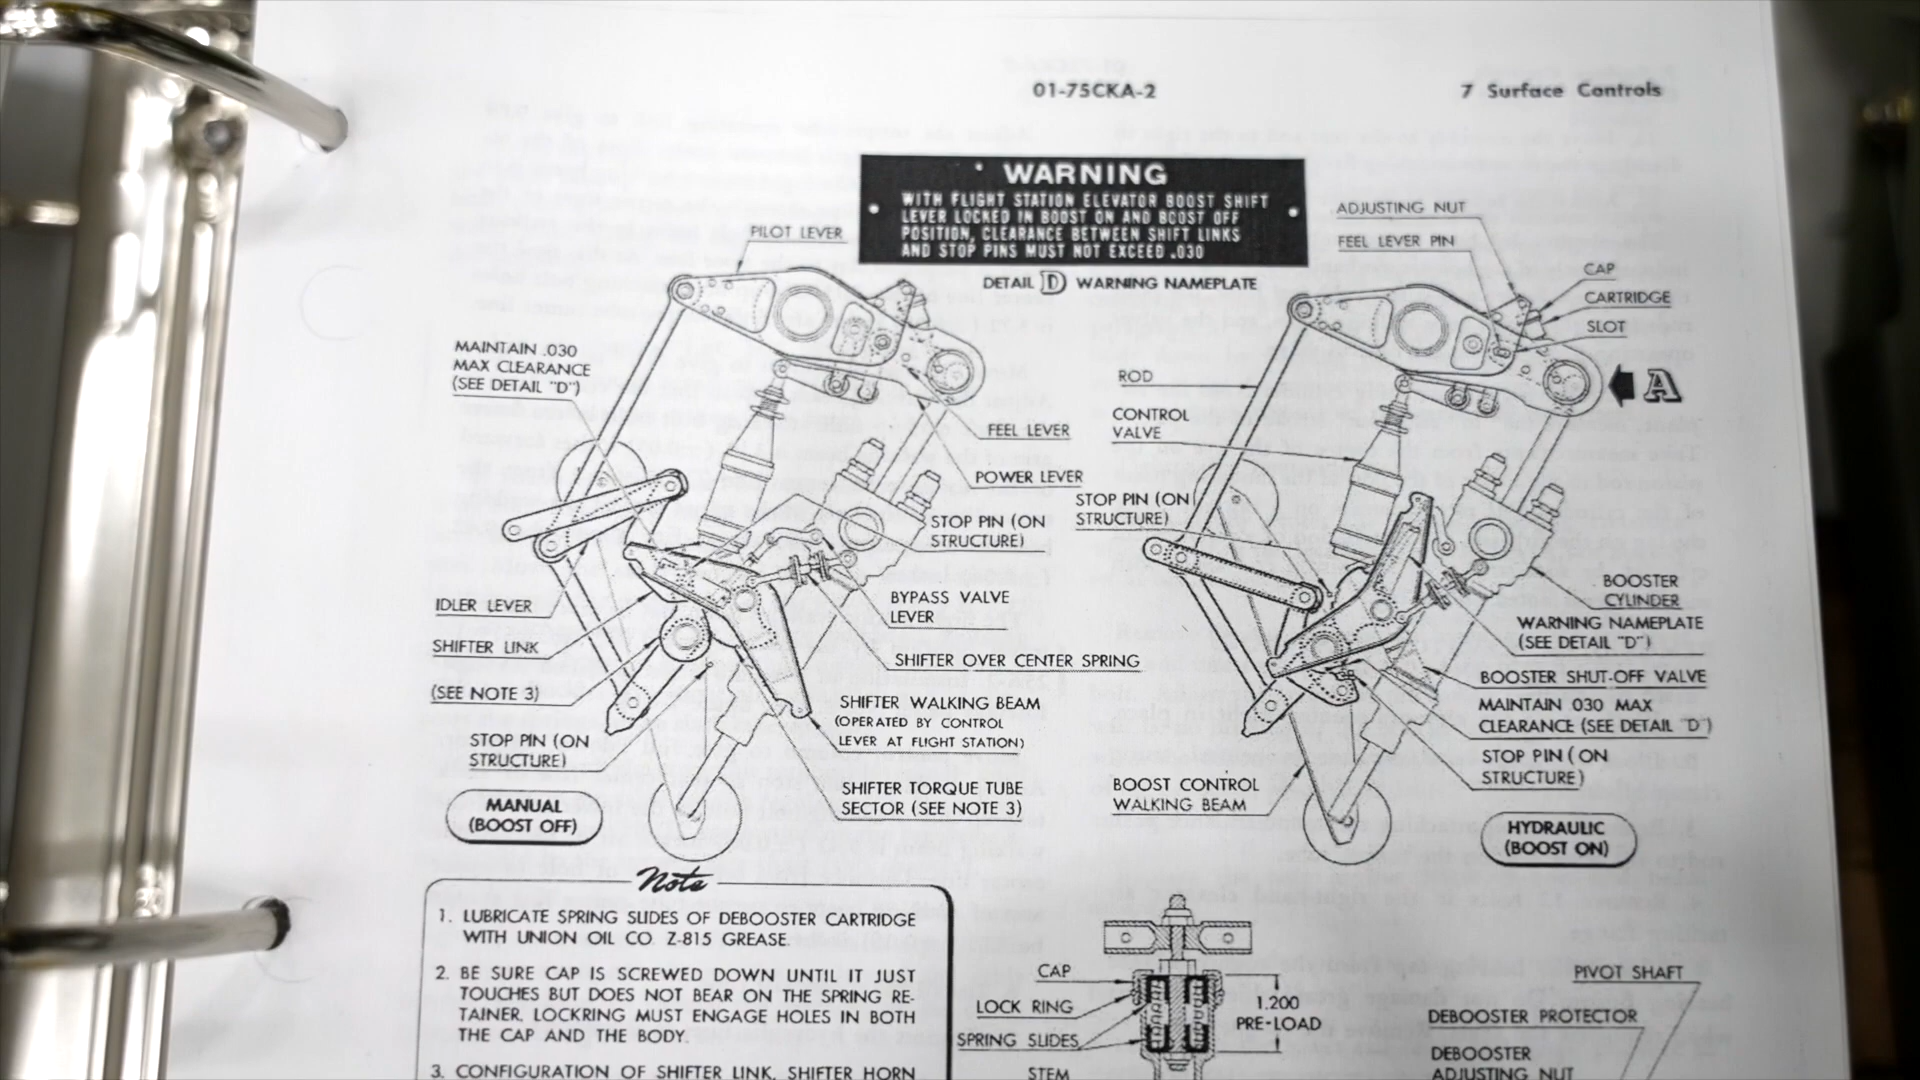 01-75CKA-2
7 Surface Controls
WARNING
WITH FLIGHT STATION ELEVATOR BOOST SHIFT
LEVER LOCKED IN BOOST ON AND BOOST OFF
POSITION, CLEARANCE BETWEEN SHIFT LINKS
AND STOP PINS MUST NOT EXCEED .030
DETAIL D WARNING NAMEPLATE
PILOT LEVER
MAINTAIN .030
MAX CLEARANCE
(SEE DETAIL "D")
FEEL LEVER
POWER LEVER
STOP PIN (ON
STRUCTURE)
IDLER LEVER
SHIFTER LINK
(SEE NOTE 3)
STOP PIN (ON
STRUCTURE)
BYPASS VALVE
LEVER
SHIFTER OVER CENTER SPRING
SHIFTER WALKING BEAM
(OPERATED BY CONTROL
LEVER AT FLIGHT STATION)
SHIFTER TORQUE TUBE
SECTOR (SEE NOTE 3)
MANUAL
(BOOST OFF)
ADJUSTING NUT
FEEL LEVER PIN
CAP
CARTRIDGE
SLOT
A
ROD
CONTROL
VALVE
STOP PIN (ON
STRUCTURE)
BOOSTER
CYLINDER
WARNING NAMEPLATE
(SEE DETAIL "D")
BOOSTER SHUT-OFF VALVE
MAINTAIN 030 MAX
CLEARANCE (SEE DETAIL "D")
STOP PIN (ON
STRUCTURE)
BOOST CONTROL
WALKING BEAM
HYDRAULIC
(BOOST ON)
Note
1. LUBRICATE SPRING SLIDES OF DEBOOSTER CARTRIDGE
WITH UNION OIL CO. Z-815 GREASE.
2. BE SURE CAP IS SCREWED DOWN UNTIL IT JUST
TOUCHES BUT DOES NOT BEAR ON THE SPRING RE-
TAINER. LOCKRING MUST ENGAGE HOLES IN BOTH
THE CAP AND THE BODY.
3. CONFIGURATION OF SHIFTER LINK, SHIFTER HORN
CAP
LOCK RING
SPRING SLIDES
STEM
1.200
PRE-LOAD
PIVOT SHAFT
DEBOOSTER PROTECTOR
DEBOOSTER
ADJUSTING NUT